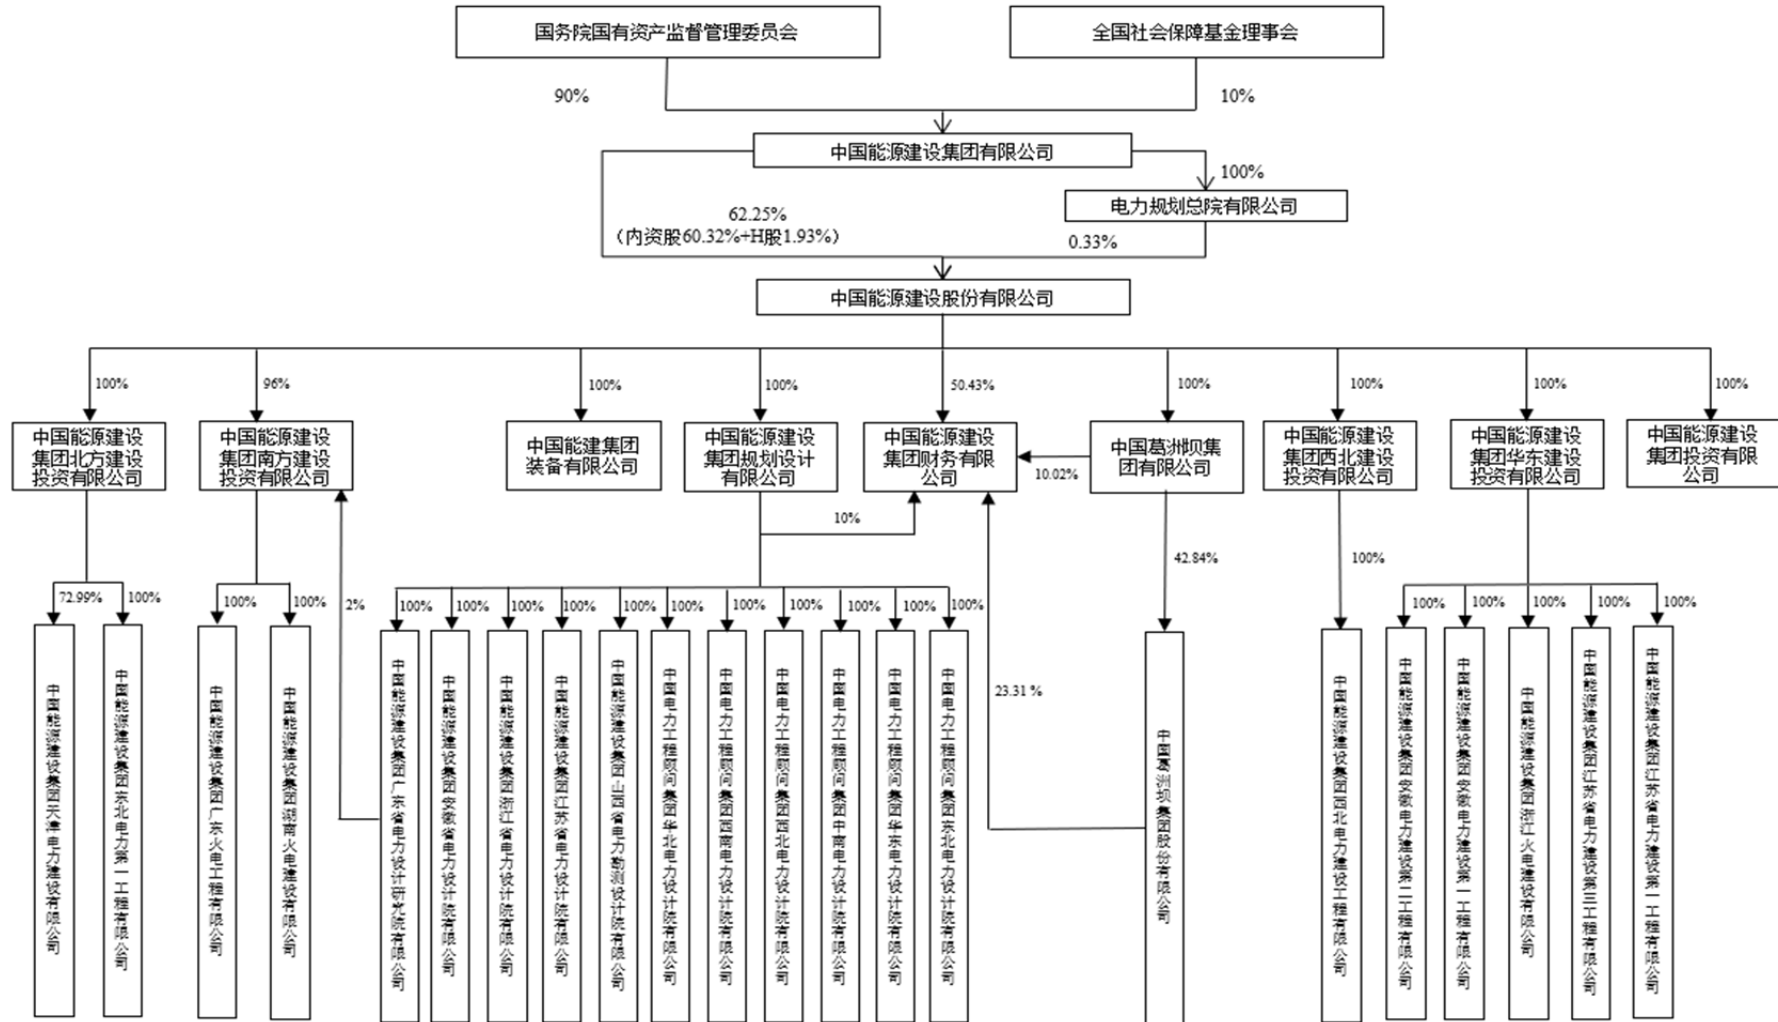 国务院国有资产监督管理委员会
全国社会保障基金理事会
90%
10%
中国能源建设集团有限公司
100%
电力规划总院有限公司
62.25%
（内资股60.32%+H股1.93%）
0.33%
中国能源建设股份有限公司
100%
96%
100%
100%
50.43%
100%
100%
100%
100%
中国能源建设
集团北方建设
投资有限公司
中国能源建设
集团南方建设
投资有限公司
中国能建集团
装备有限公司
中国能源建设
集团规划设计
有限公司
中国能源建设
集团财务有限
公司
10.02%
中国葛洲坝集
团有限公司
中国能源建设
集团西北建设
投资有限公司
中国能源建设
集团华东建设
投资有限公司
中国能源建设
集团投资有限
公司
10%
42.84%
100%
72.99%
100%
100%
100%
2%
100%
100%
100%
100%
100%
100%
100%
100%
100%
100%
100%
23.31 %
100%
100%
100%
100%
100%
中国能源建设集团天津电力建设有限公司
中国能源建设集团东北电力第一工程有限公司
中国能源建设集团广东火电工程有限公司
中国能源建设集团湖南火电建设有限公司
中国能源建设集团广东省电力设计研究院有限公司
中国能源建设集团安徽省电力设计院有限公司
中国能源建设集团浙江省电力设计院有限公司
中国能源建设集团江苏省电力设计院有限公司
中国能源建设集团山西省电力勘测设计院有限公司
中国电力工程顾问集团华北电力设计院有限公司
中国电力工程顾问集团西南电力设计院有限公司
中国电力工程顾问集团西北电力设计院有限公司
中国电力工程顾问集团中南电力设计院有限公司
中国电力工程顾问集团华东电力设计院有限公司
中国电力工程顾问集团东北电力设计院有限公司
中国葛洲坝集团股份有限公司
中国能源建设集团西北电力建设工程有限公司
中国能源建设集团安徽电力建设第二工程有限公司
中国能源建设集团安徽电力建设第一工程有限公司
中国能源建设集团浙江火电建设有限公司
中国能源建设集团江苏省电力建设第三工程有限公司
中国能源建设集团江苏省电力建设第一工程有限公司